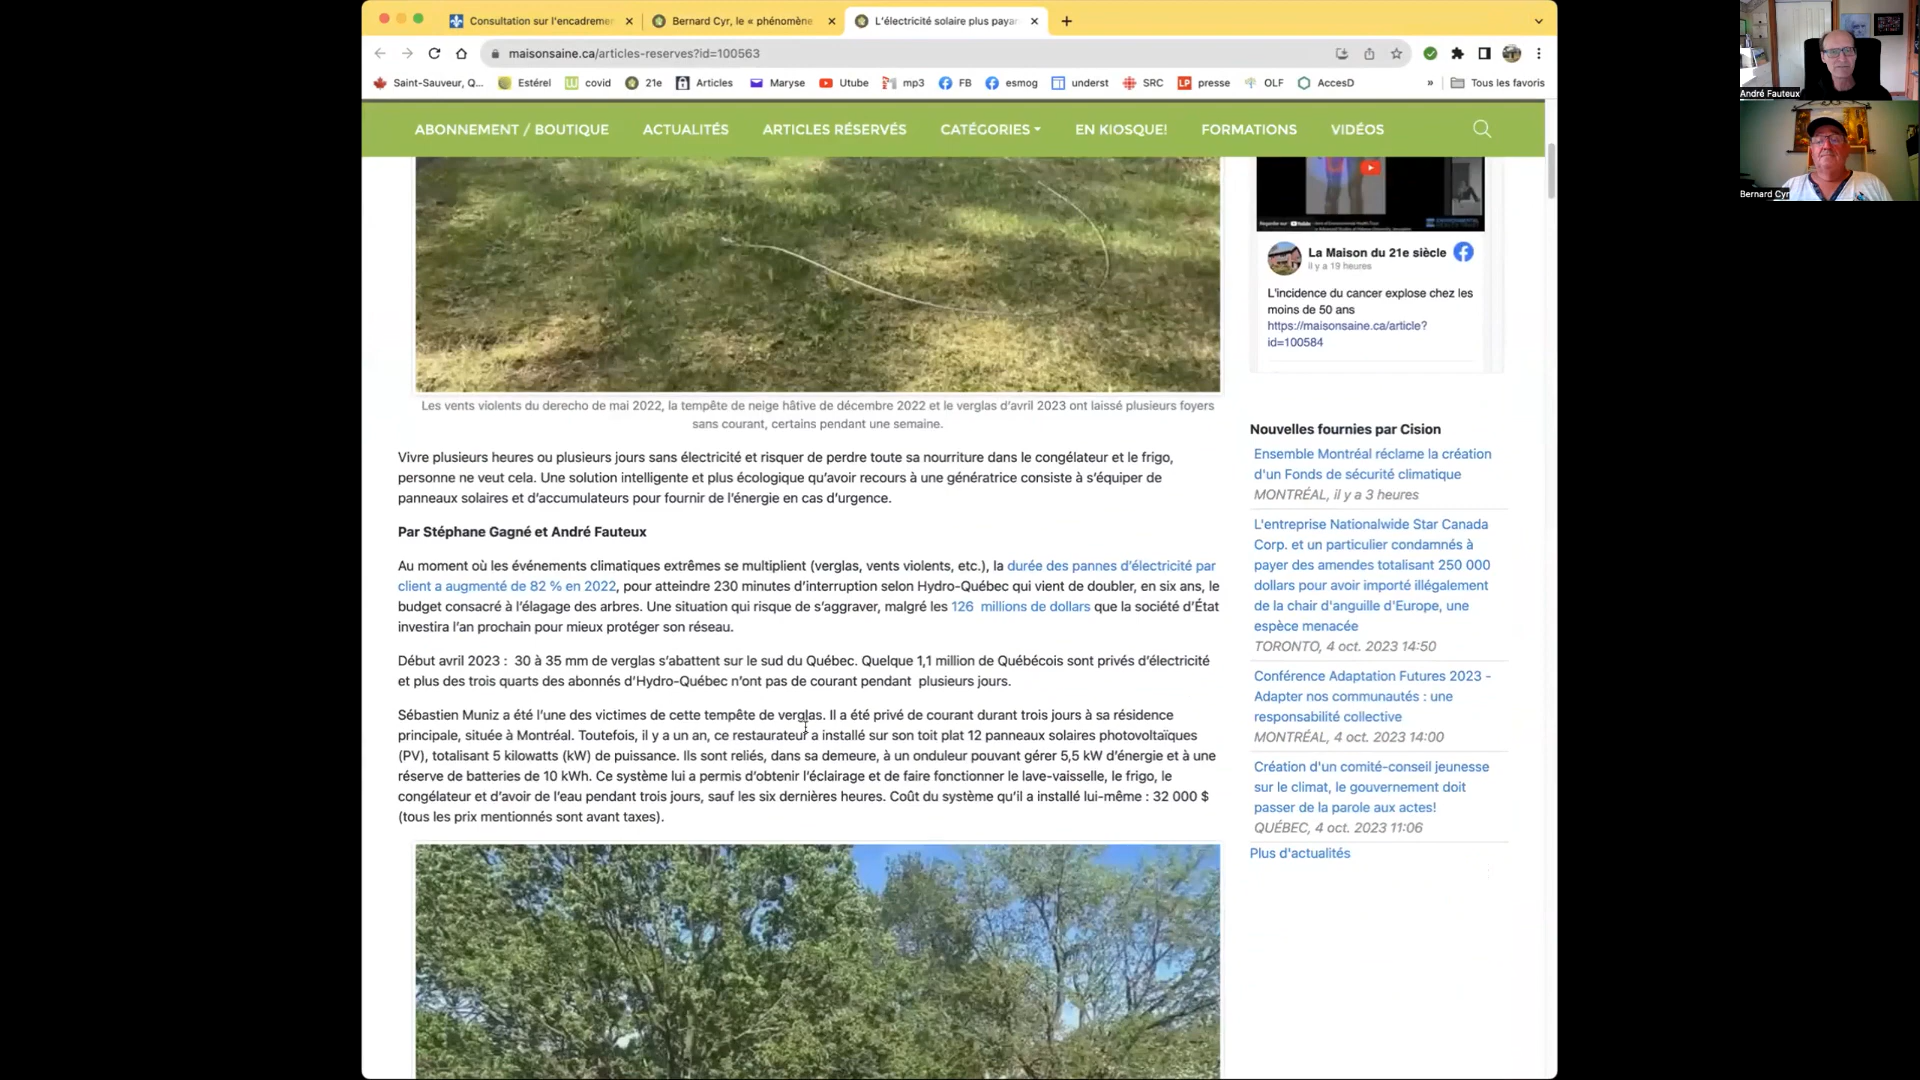 Consultation sur l'encadreme
Bernard Cyr, le « phénomène
L'électricité solaire plus paya
maisonsaine.ca/articles-reserves?id=100563
Saint-Sauveur, Q... Estérel covid 21e Articles Maryse Utube mp3 FB esmog underst SRC presse OLF AccesD » Tous les favoris
ABONNEMENT / BOUTIQUE ACTUALITÉS ARTICLES RÉSERVÉS CATÉGORIES EN KIOSQUE! FORMATIONS VIDÉOS
Les vents violents du derecho de mai 2022, la tempête de neige hâtive de décembre 2022 et le verglas d'avril 2023 ont laissé plusieurs foyers
sans courant, certains pendant une semaine.
Vivre plusieurs heures ou plusieurs jours sans électricité et risquer de perdre toute sa nourriture dans le congélateur et le frigo,
personne ne veut cela. Une solution intelligente et plus écologique qu'avoir recours à une génératrice consiste à s'équiper de
panneaux solaires et d'accumulateurs pour fournir de l'énergie en cas d'urgence.
Par Stéphane Gagné et André Fauteux
Au moment où les événements climatiques extrêmes se multiplient (verglas, vents violents, etc.), la durée des pannes d'électricité par
client a augmenté de 82 % en 2022, pour atteindre 230 minutes d'interruption selon Hydro-Québec qui vient de doubler, en six ans, le
budget consacré à l'élagage des arbres. Une situation qui risque de s'aggraver, malgré les 126 millions de dollars que la société d'État
investira l'an prochain pour mieux protéger son réseau.
Début avril 2023 : 30 à 35 mm de verglas s'abattent sur le sud du Québec. Quelque 1,1 million de Québécois sont privés d'électricité
et plus des trois quarts des abonnés d'Hydro-Québec n'ont pas de courant pendant plusieurs jours.
Sébastien Muniz a été l'une des victimes de cette tempête de verglas. Il a été privé de courant durant trois jours à sa résidence
principale, située à Montréal. Toutefois, il y a un an, ce restaurateur a installé sur son toit plat 12 panneaux solaires photovoltaïques
(PV), totalisant 5 kilowatts (kW) de puissance. Ils sont reliés, dans sa demeure, à un onduleur pouvant gérer 5,5 kW d'énergie et à une
réserve de batteries de 10 kWh. Ce système lui a permis d'obtenir l'éclairage et de faire fonctionner le lave-vaisselle, le frigo, le
congélateur et d'avoir de l'eau pendant trois jours, sauf les six dernières heures. Coût du système qu'il a installé lui-même : 32 000 $
(tous les prix mentionnés sont avant taxes).
La Maison du 21e siècle
il y a 19 heures
L'incidence du cancer explose chez les
moins de 50 ans
https://maisonsaine.ca/article?
id=100584
Nouvelles fournies par Cision
Ensemble Montréal réclame la création
d'un Fonds de sécurité climatique
MONTRÉAL, il y a 3 heures
L'entreprise Nationalwide Star Canada
Corp. et un particulier condamnés à
payer des amendes totalisant 250 000
dollars pour avoir importé illégalement
de la chair d'anguille d'Europe, une
espèce menacée
TORONTO, 4 oct. 2023 14:50
Conférence Adaptation Futures 2023 -
Adapter nos communautés : une
responsabilité collective
MONTRÉAL, 4 oct. 2023 14:00
Création d'un comité-conseil jeunesse
sur le climat, le gouvernement doit
passer de la parole aux actes!
QUÉBEC, 4 oct. 2023 11:06
Plus d'actualités
André Fauteux
Bernard Cyr